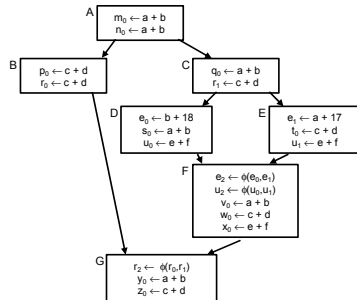 A
m₀ ← a + b
n₀ ← a + b
B
p₀ ← c + d
r₀ ← c + d
C
q₀ ← a + b
r₁ ← c + d
D
e₀ ← b + 18
s₀ ← a + b
u₀ ← e + f
E
e₁ ← a + 17
t₀ ← c + d
u₁ ← e + f
F
e₂ ← ϕ(e₀,e₁)
u₂ ← ϕ(u₀,u₁)
v₀ ← a + b
w₀ ← c + d
x₀ ← e + f
G
r₂ ← ϕ(r₀,r₁)
y₀ ← a + b
z₀ ← c + d